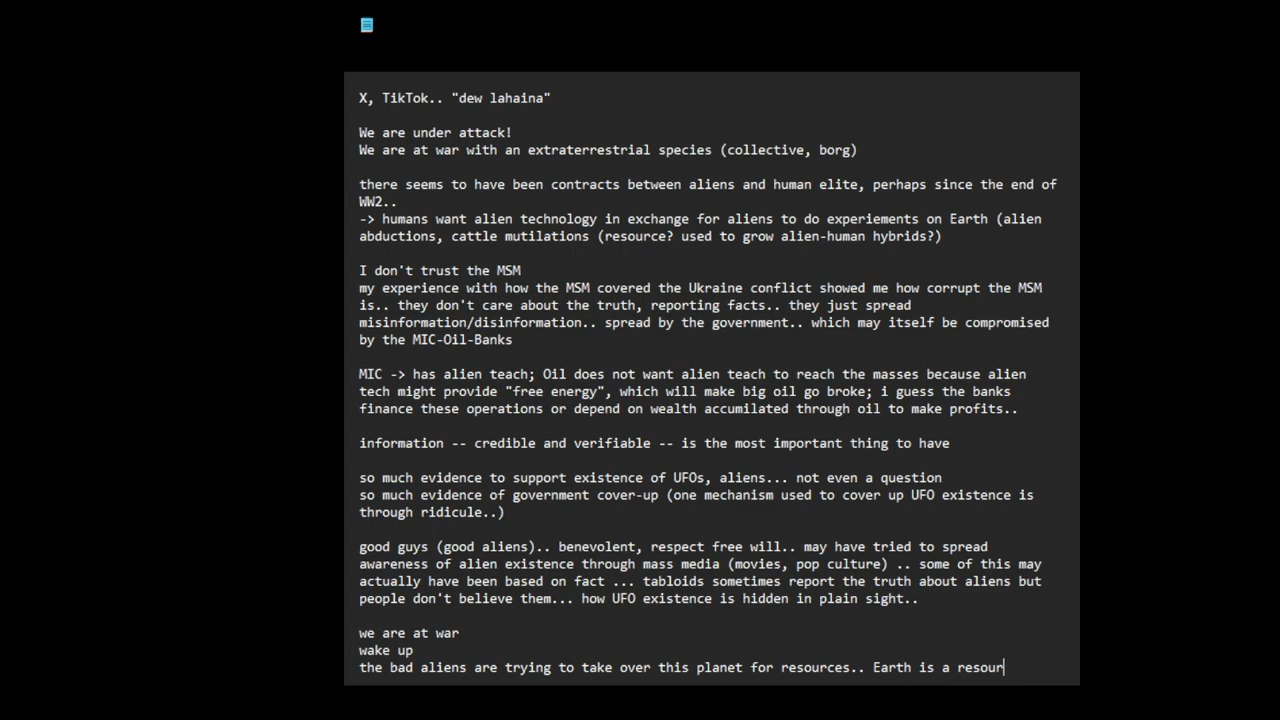 X, TikTok.. "dew lahaina"
We are under attack!
We are at war with an extraterrestrial species (collective, borg)
there seems to have been contracts between aliens and human elite, perhaps since the end of
WW2..
-> humans want alien technology in exchange for aliens to do experiements on Earth (alien
abductions, cattle mutilations (resource? used to grow alien-human hybrids?)
I don't trust the MSM
my experience with how the MSM covered the Ukraine conflict showed me how corrupt the MSM
is.. they don't care about the truth, reporting facts.. they just spread
misinformation/disinformation.. spread by the government.. which may itself be compromised
by the MIC-Oil-Banks
MIC -> has alien teach; Oil does not want alien teach to reach the masses because alien
tech might provide "free energy", which will make big oil go broke; i guess the banks
finance these operations or depend on wealth accumilated through oil to make profits..
information -- credible and verifiable -- is the most important thing to have
so much evidence to support existence of UFOs, aliens... not even a question
so much evidence of government cover-up (one mechanism used to cover up UFO existence is
through ridicule..)
good guys (good aliens).. benevolent, respect free will.. may have tried to spread
awareness of alien existence through mass media (movies, pop culture) .. some of this may
actually have been based on fact ... tabloids sometimes report the truth about aliens but
people don't believe them... how UFO existence is hidden in plain sight..
we are at war
wake up
the bad aliens are trying to take over this planet for resources.. Earth is a resour